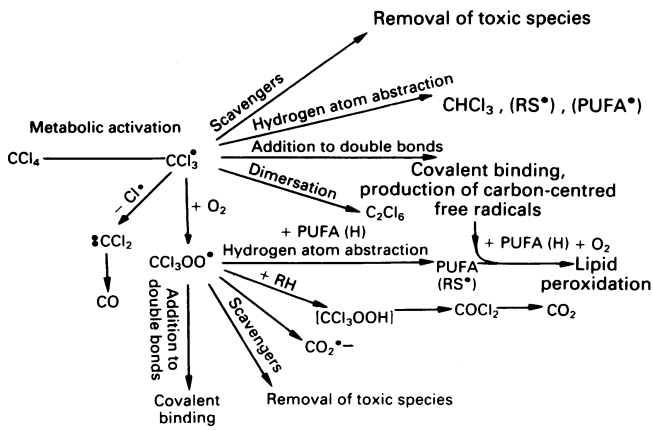 Removal of toxic species
Scavengers
Hydrogen atom abstraction
CHCl₃ , (RS•) , (PUFA•)
Metabolic activation
Addition to double bonds
CCl₄
CCl₃•
Covalent binding,
production of carbon-centred
free radicals
Dimersation
C₂Cl₆
– Cl•
+ O₂
+ PUFA (H)
Hydrogen atom abstraction
+ PUFA (H) + O₂
:CCl₂
CCl₃OO•
PUFA
(RS•)
Lipid
peroxidation
CO
+ RH
[CCl₃OOH]
COCl₂
CO₂
Addition to
double bonds
Scavengers
CO₂•–
Covalent
binding
Removal of toxic species